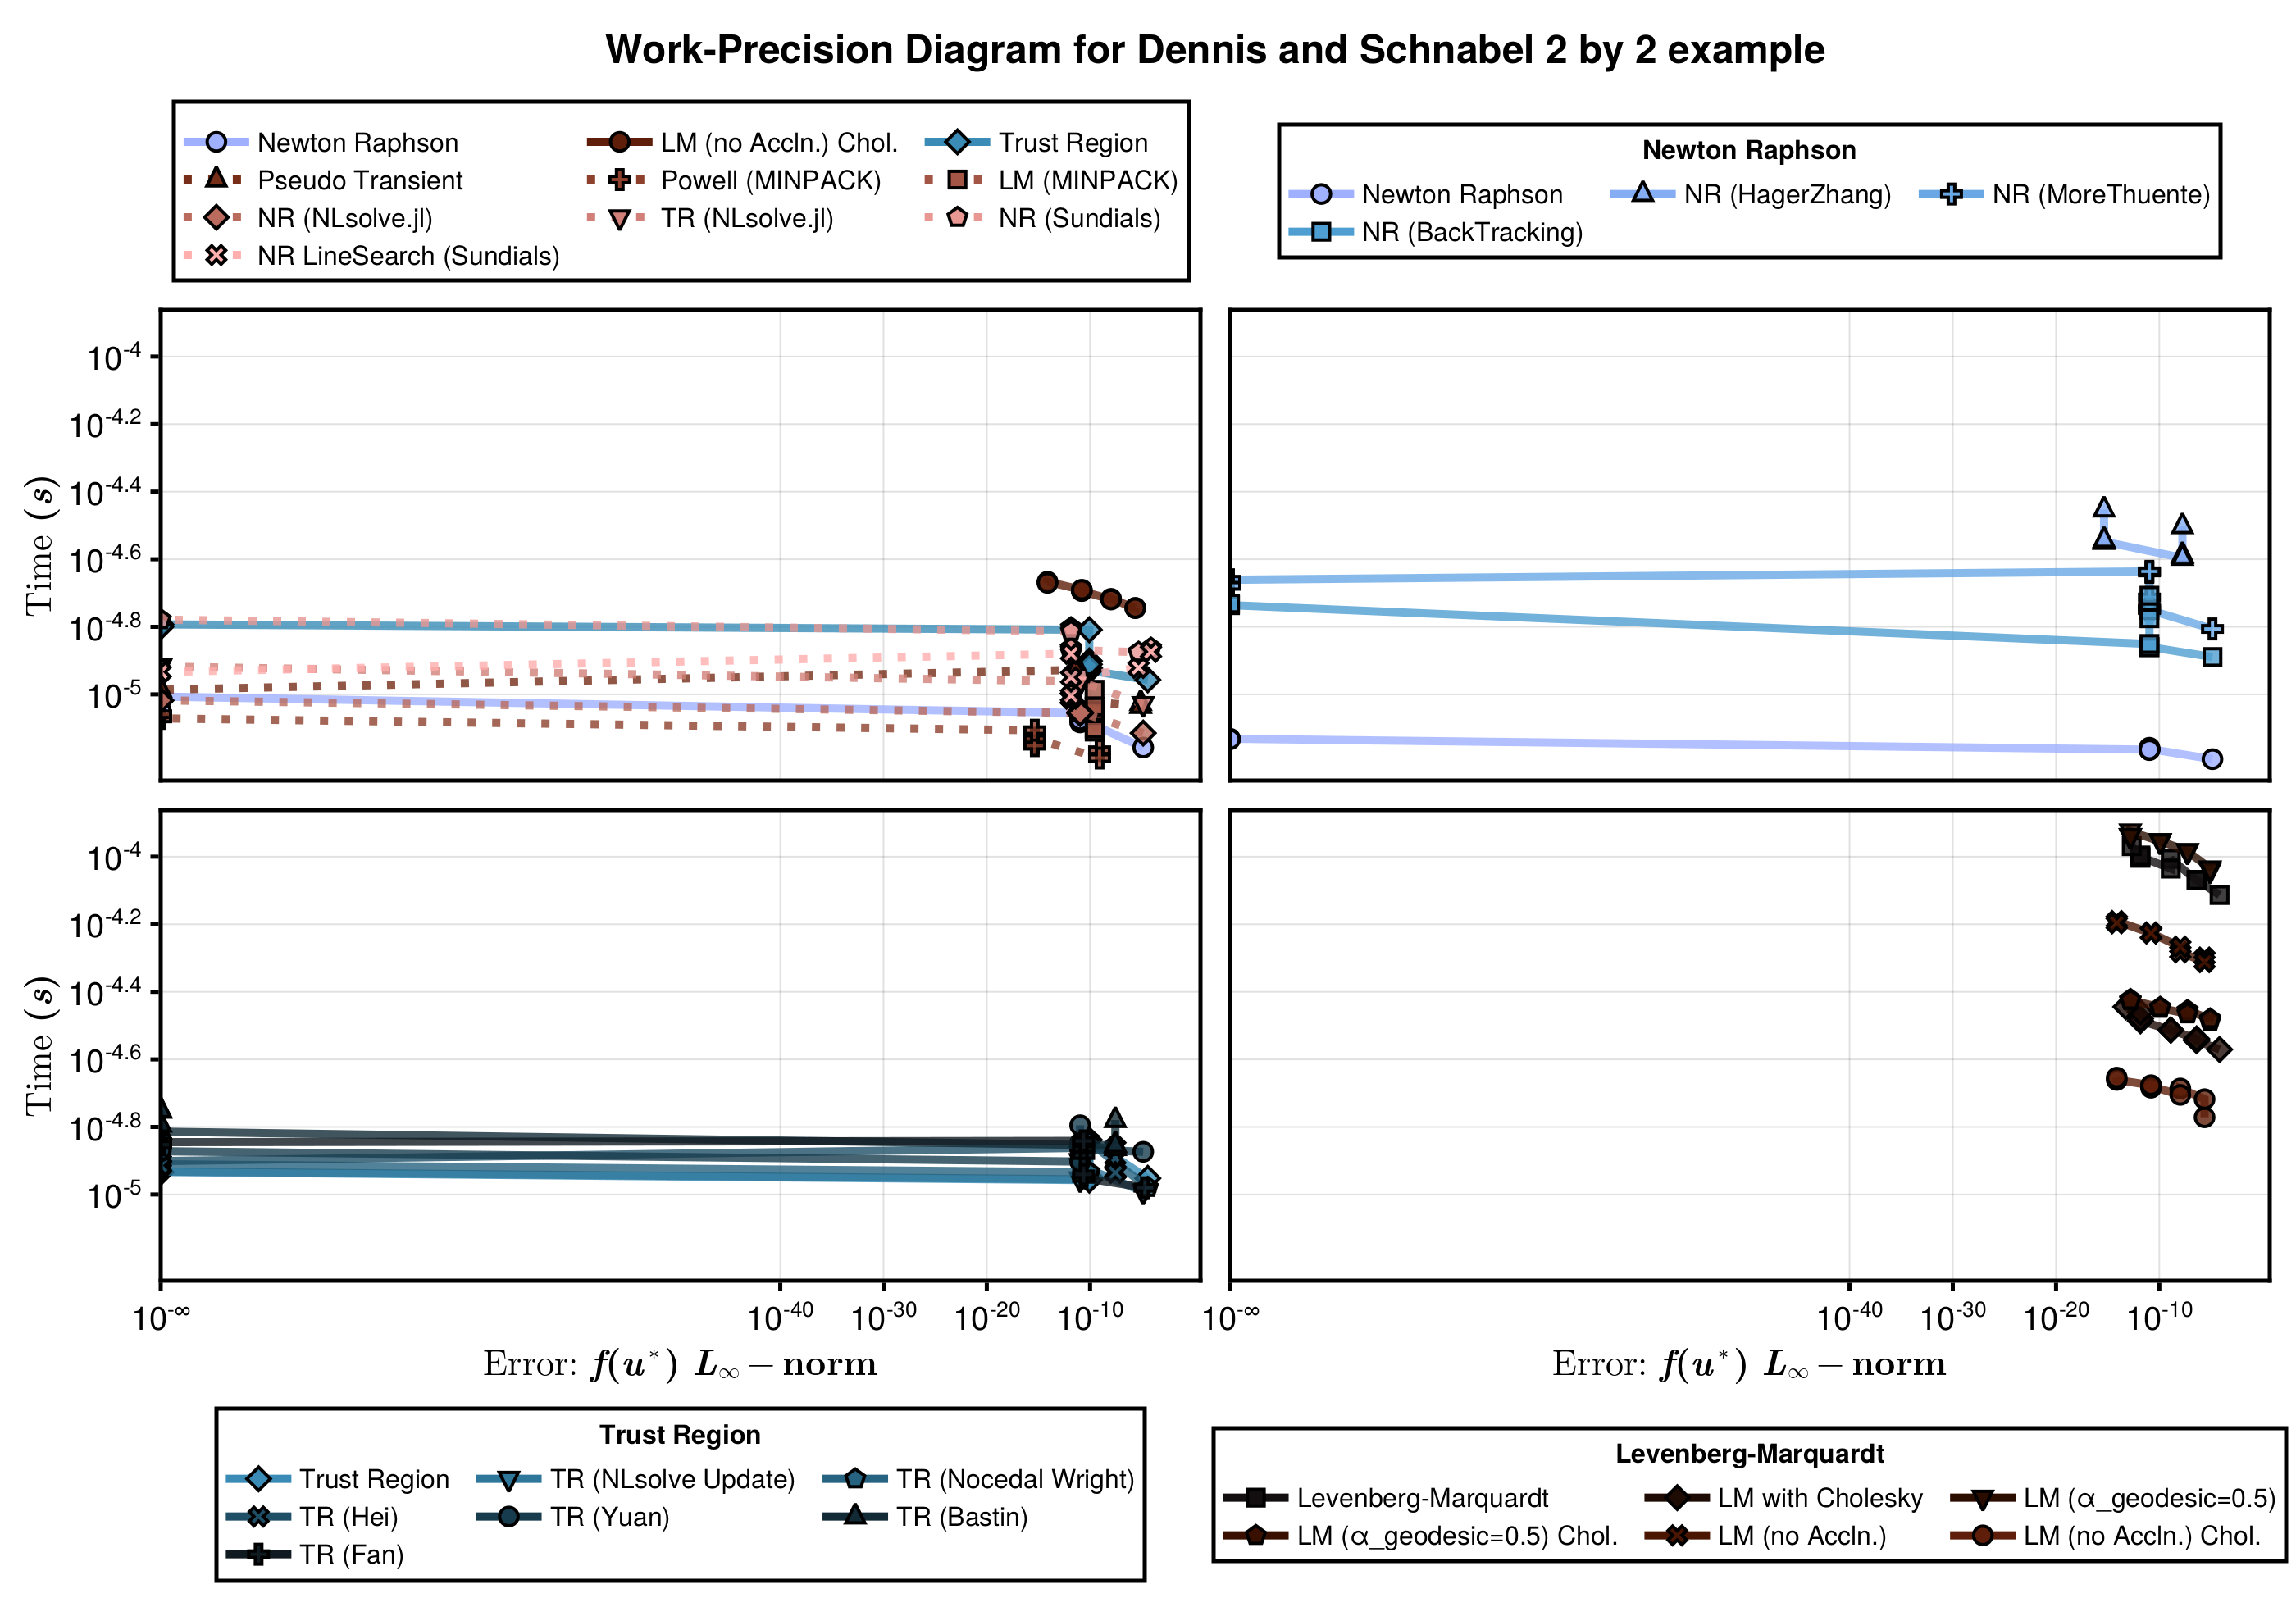 Work-Precision Diagram for Dennis and Schnabel 2 by 2 example
Newton Raphson LM (no Accln.) Chol. Trust Region
Pseudo Transient Powell (MINPACK) LM (MINPACK)
NR (NLsolve.jl) TR (NLsolve.jl) NR (Sundials)
NR LineSearch (Sundials)
Newton Raphson
Newton Raphson NR (HagerZhang) NR (MoreThuente)
NR (BackTracking)
Time (s)
10^-4
10^-4.2
10^-4.4
10^-4.6
10^-4.8
10^-5
Time (s)
10^-4
10^-4.2
10^-4.4
10^-4.6
10^-4.8
10^-5
10^-∞ 10^-40 10^-30 10^-20 10^-10
10^-∞ 10^-40 10^-30 10^-20 10^-10
Error: f(u*) L∞ − norm
Error: f(u*) L∞ − norm
Trust Region
Trust Region TR (NLsolve Update) TR (Nocedal Wright)
TR (Hei) TR (Yuan) TR (Bastin)
TR (Fan)
Levenberg-Marquardt
Levenberg-Marquardt LM with Cholesky LM (α_geodesic=0.5)
LM (α_geodesic=0.5) Chol. LM (no Accln.) LM (no Accln.) Chol.